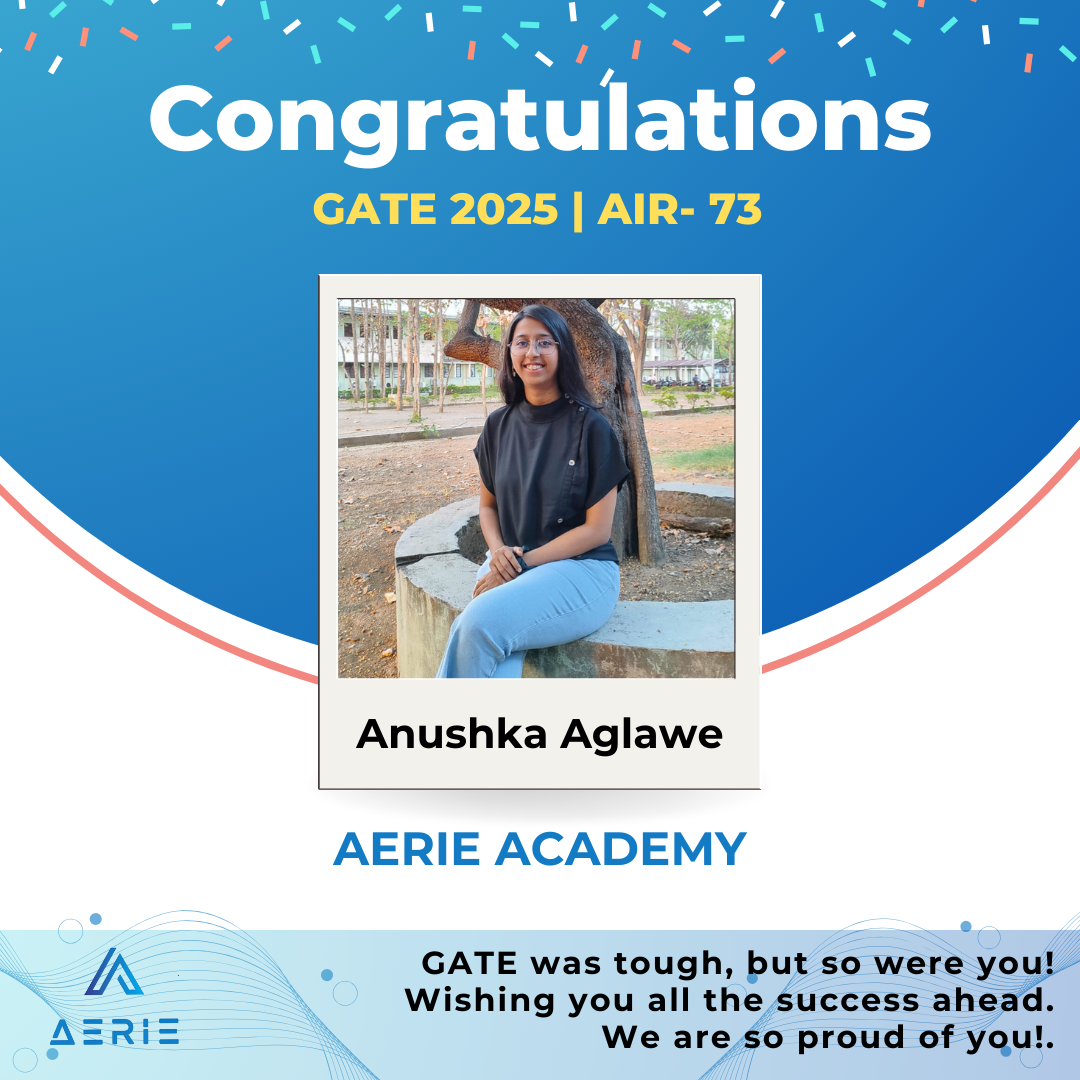 Congratulations
GATE 2025 | AIR- 73
Anushka Aglawe
AERIE ACADEMY
GATE was tough, but so were you!
Wishing you all the success ahead.
AERIE
We are so proud of you!.